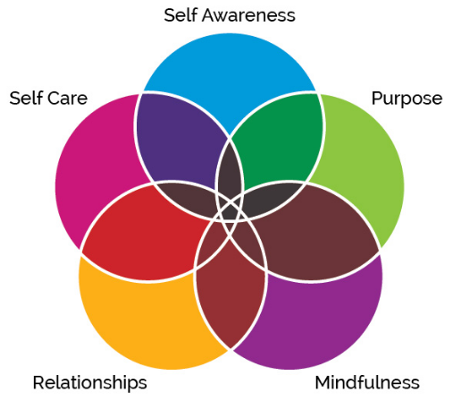 Self Awareness
Self Care
Purpose
Relationships
Mindfulness